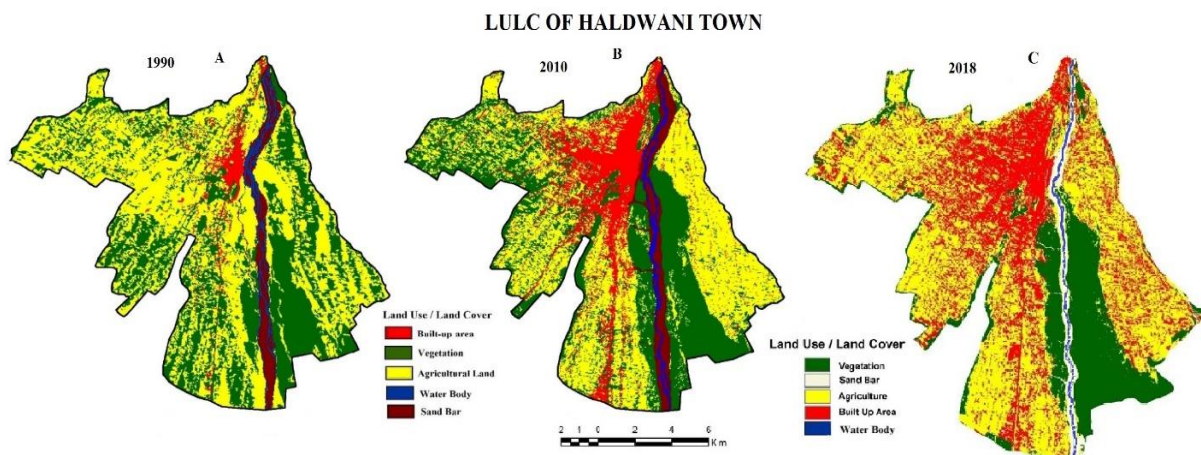 LULC OF HALDWANI TOWN
1990 A
2010 B
2018 C
Land Use / Land Cover
Built-up area
Vegetation
Agricultural Land
Water Body
Sand Bar
2 1 0 2 4 6
Km
Land Use / Land Cover
Vegetation
Sand Bar
Agriculture
Built Up Area
Water Body